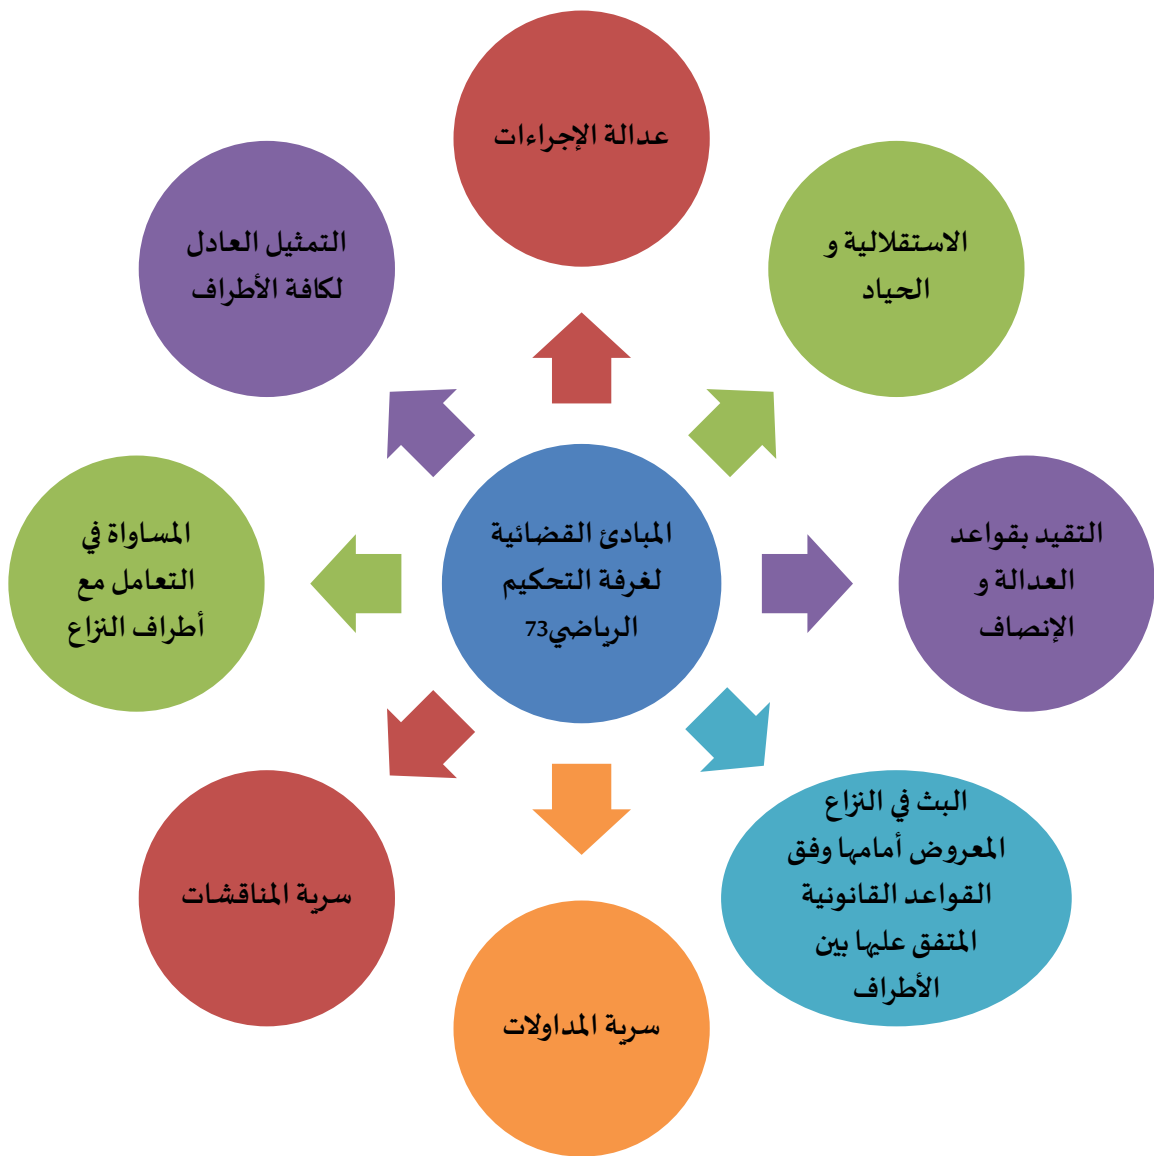 عدالة الإجراءات
الاستقلالية و
الحياد
التمثيل العادل
لكافة الأطراف
المبادئ القضائية
لغرفة التحكيم
الرياضي73
التقيد بقواعد
العدالة و
الإنصاف
المساواة في
التعامل مع
أطراف النزاع
البث في النزاع
المعروض أمامها وفق
القواعد القانونية
المتفق عليها بين
الأطراف
سرية المناقشات
سرية المداولات